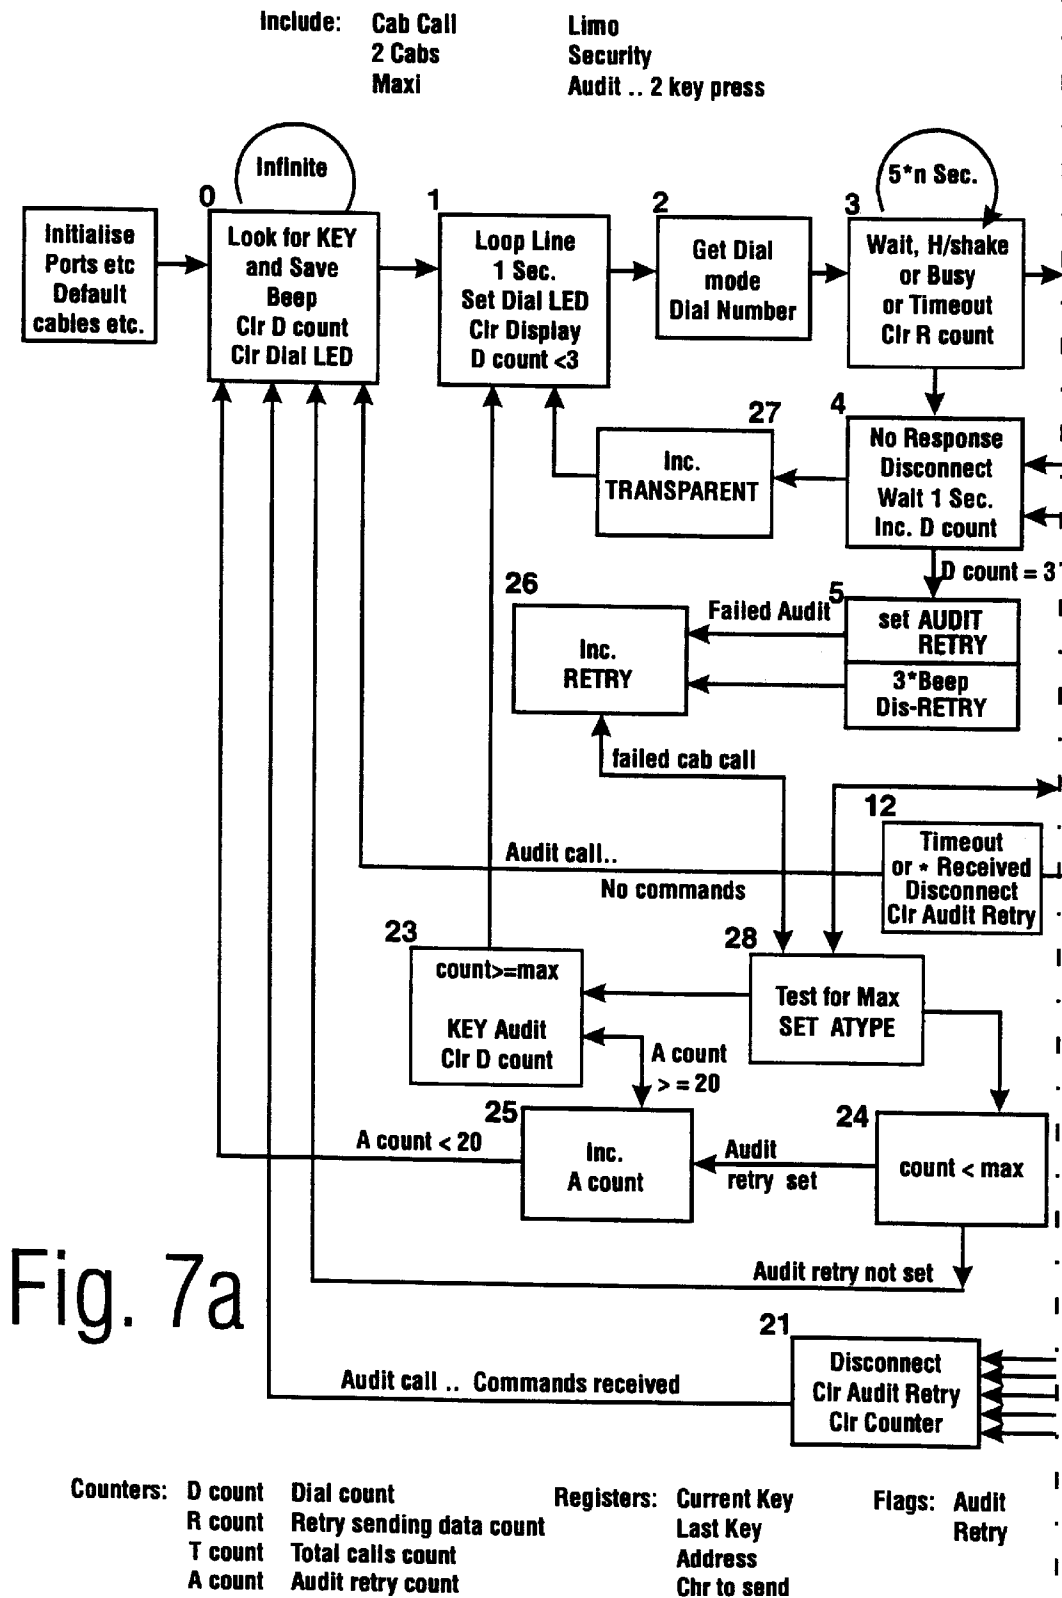 Include: Cab Call Limo
2 Cabs Security
Maxi Audit .. 2 key press
Infinite
5*n Sec.
0
1
2
3
Initialise
Ports etc
Default
cables etc.
Look for KEY
and Save
Beep
Clr D count
Clr Dial LED
Loop Line
1 Sec.
Set Dial LED
Clr Display
D count <3
Get Dial
mode
Dial Number
Wait, H/shake
or Busy
or Timeout
Clr R count
27
Inc.
TRANSPARENT
4
No Response
Disconnect
Wait 1 Sec.
Inc. D count
D count = 3
26
Inc.
RETRY
Failed Audit
5
set AUDIT
RETRY
3*Beep
Dis-RETRY
failed cab call
12
Timeout
or * Received
Disconnect
Clr Audit Retry
Audit call..
No commands
23
count>=max
KEY Audit
Clr D count
28
Test for Max
SET ATYPE
A count
> = 20
25
Inc.
A count
A count < 20
24
count < max
Audit
retry set
Audit retry not set
Fig. 7a
21
Disconnect
Clr Audit Retry
Clr Counter
Audit call .. Commands received
Counters: D count Dial count
R count Retry sending data count
T count Total calls count
A count Audit retry count
Registers: Current Key
Last Key
Address
Chr to send
Flags: Audit
Retry